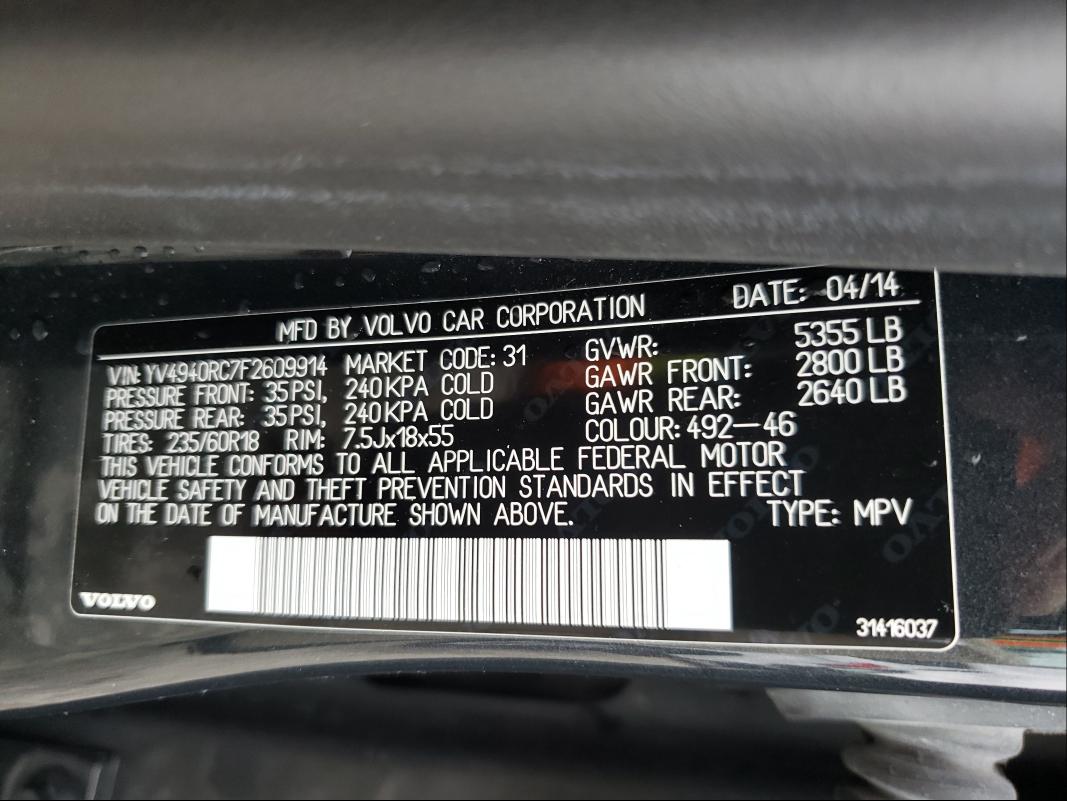 MFD BY VOLVO CAR CORPORATION DATE: 04/14
VIN: YV4940RC7F2609914 MARKET CODE: 31 GVWR: 5355 LB
PRESSURE FRONT: 35 PSI, 240 KPA COLD GAWR FRONT: 2800 LB
PRESSURE REAR: 35 PSI, 240 KPA COLD GAWR REAR: 2640 LB
TIRES: 235/60R18 RIM: 7.5Jx18x55 COLOUR: 492-46
THIS VEHICLE CONFORMS TO ALL APPLICABLE FEDERAL MOTOR
VEHICLE SAFETY AND THEFT PREVENTION STANDARDS IN EFFECT
ON THE DATE OF MANUFACTURE SHOWN ABOVE. TYPE: MPV
VOLVO
31416037